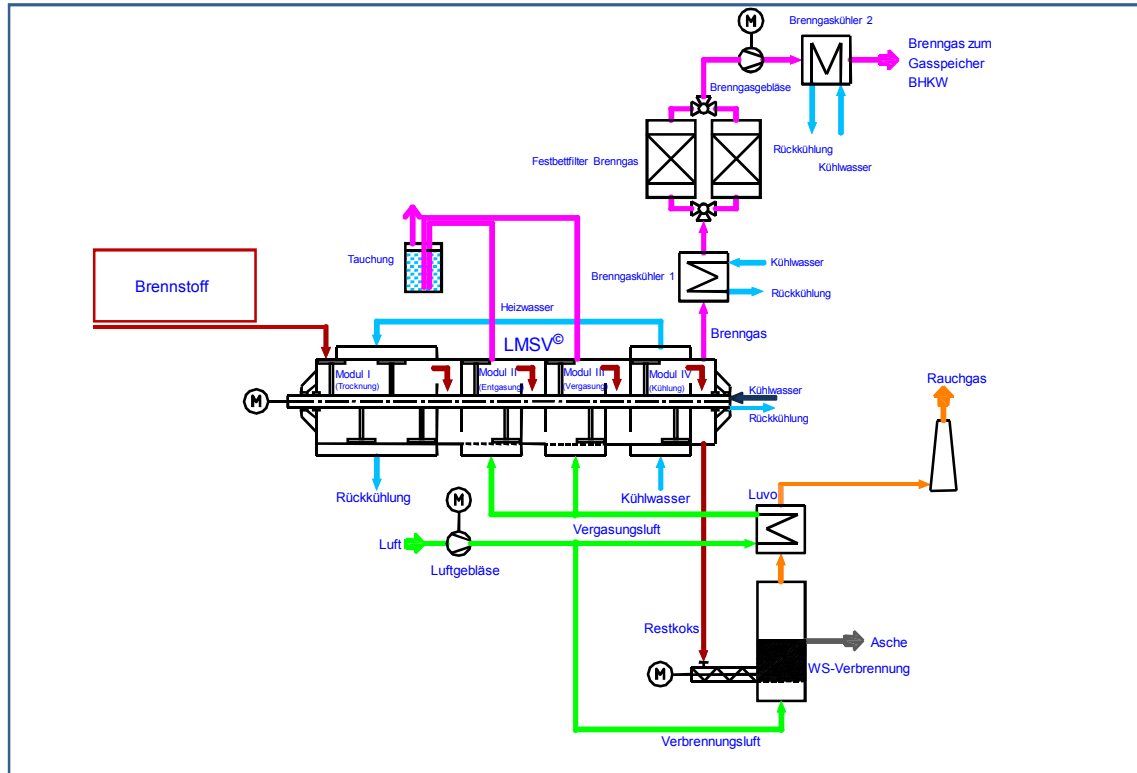 M
Brenngaskühler 2
Brenngas zum
Gasspeicher
BHKW
Brenngasgebläse
Rückkühlung
Kühlwasser
Festbettfilter Brenngas
Tauchung
Brenngaskühler 1
Kühlwasser
Rückkühlung
Brennstoff
Heizwasser
Brenngas
LMSV©
Modul I
(Trocknung)
Modul II
(Entgasung)
Modul III
(Vergasung)
Modul IV
(Kühlung)
M
Kühlwasser
Rückkühlung
Rauchgas
Rückkühlung
M
Kühlwasser
Luvo
Vergasungsluft
Luft
Luftgebläse
Restkoks
Asche
WS-Verbrennung
M
Verbrennungsluft